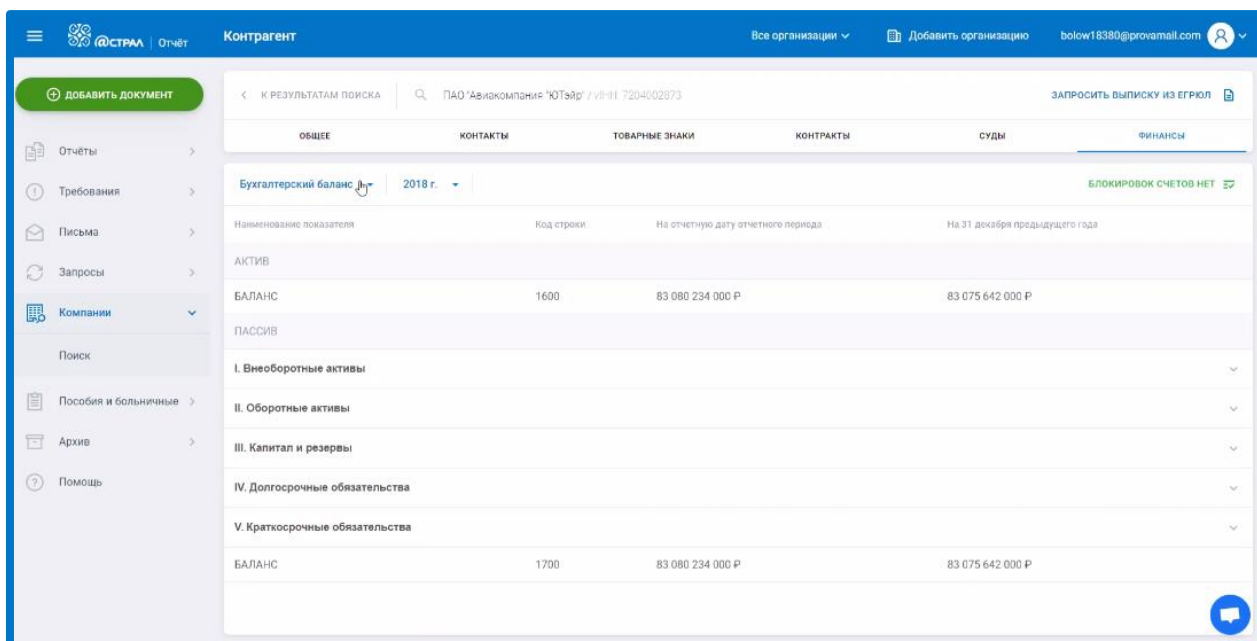 @СТРАЛ | Отчёт
Контрагент
Все организации
Добавить организацию
bolow18380@provamail.com
ДОБАВИТЬ ДОКУМЕНТ
Отчёты
Требования
Письма
Запросы
Компании
Поиск
Пособия и больничные
Архив
Помощь
К РЕЗУЛЬТАТАМ ПОИСКА
ПАО "Авиакомпания "ЮТэйр" / ИНН 7204002873
ЗАПРОСИТЬ ВЫПИСКУ ИЗ ЕГРЮЛ
ОБЩЕЕ
КОНТАКТЫ
ТОВАРНЫЕ ЗНАКИ
КОНТРАКТЫ
СУДЫ
ФИНАНСЫ
Бухгалтерский баланс
2018 г.
БЛОКИРОВОК СЧЕТОВ НЕТ
Наименование показателя Код строки На отчетную дату отчетного периода На 31 декабря предыдущего года
АКТИВ
БАЛАНС 1600 83 080 234 000 ₽ 83 075 642 000 ₽
ПАССИВ
I. Внеоборотные активы
II. Оборотные активы
III. Капитал и резервы
IV. Долгосрочные обязательства
V. Краткосрочные обязательства
БАЛАНС 1700 83 080 234 000 ₽ 83 075 642 000 ₽